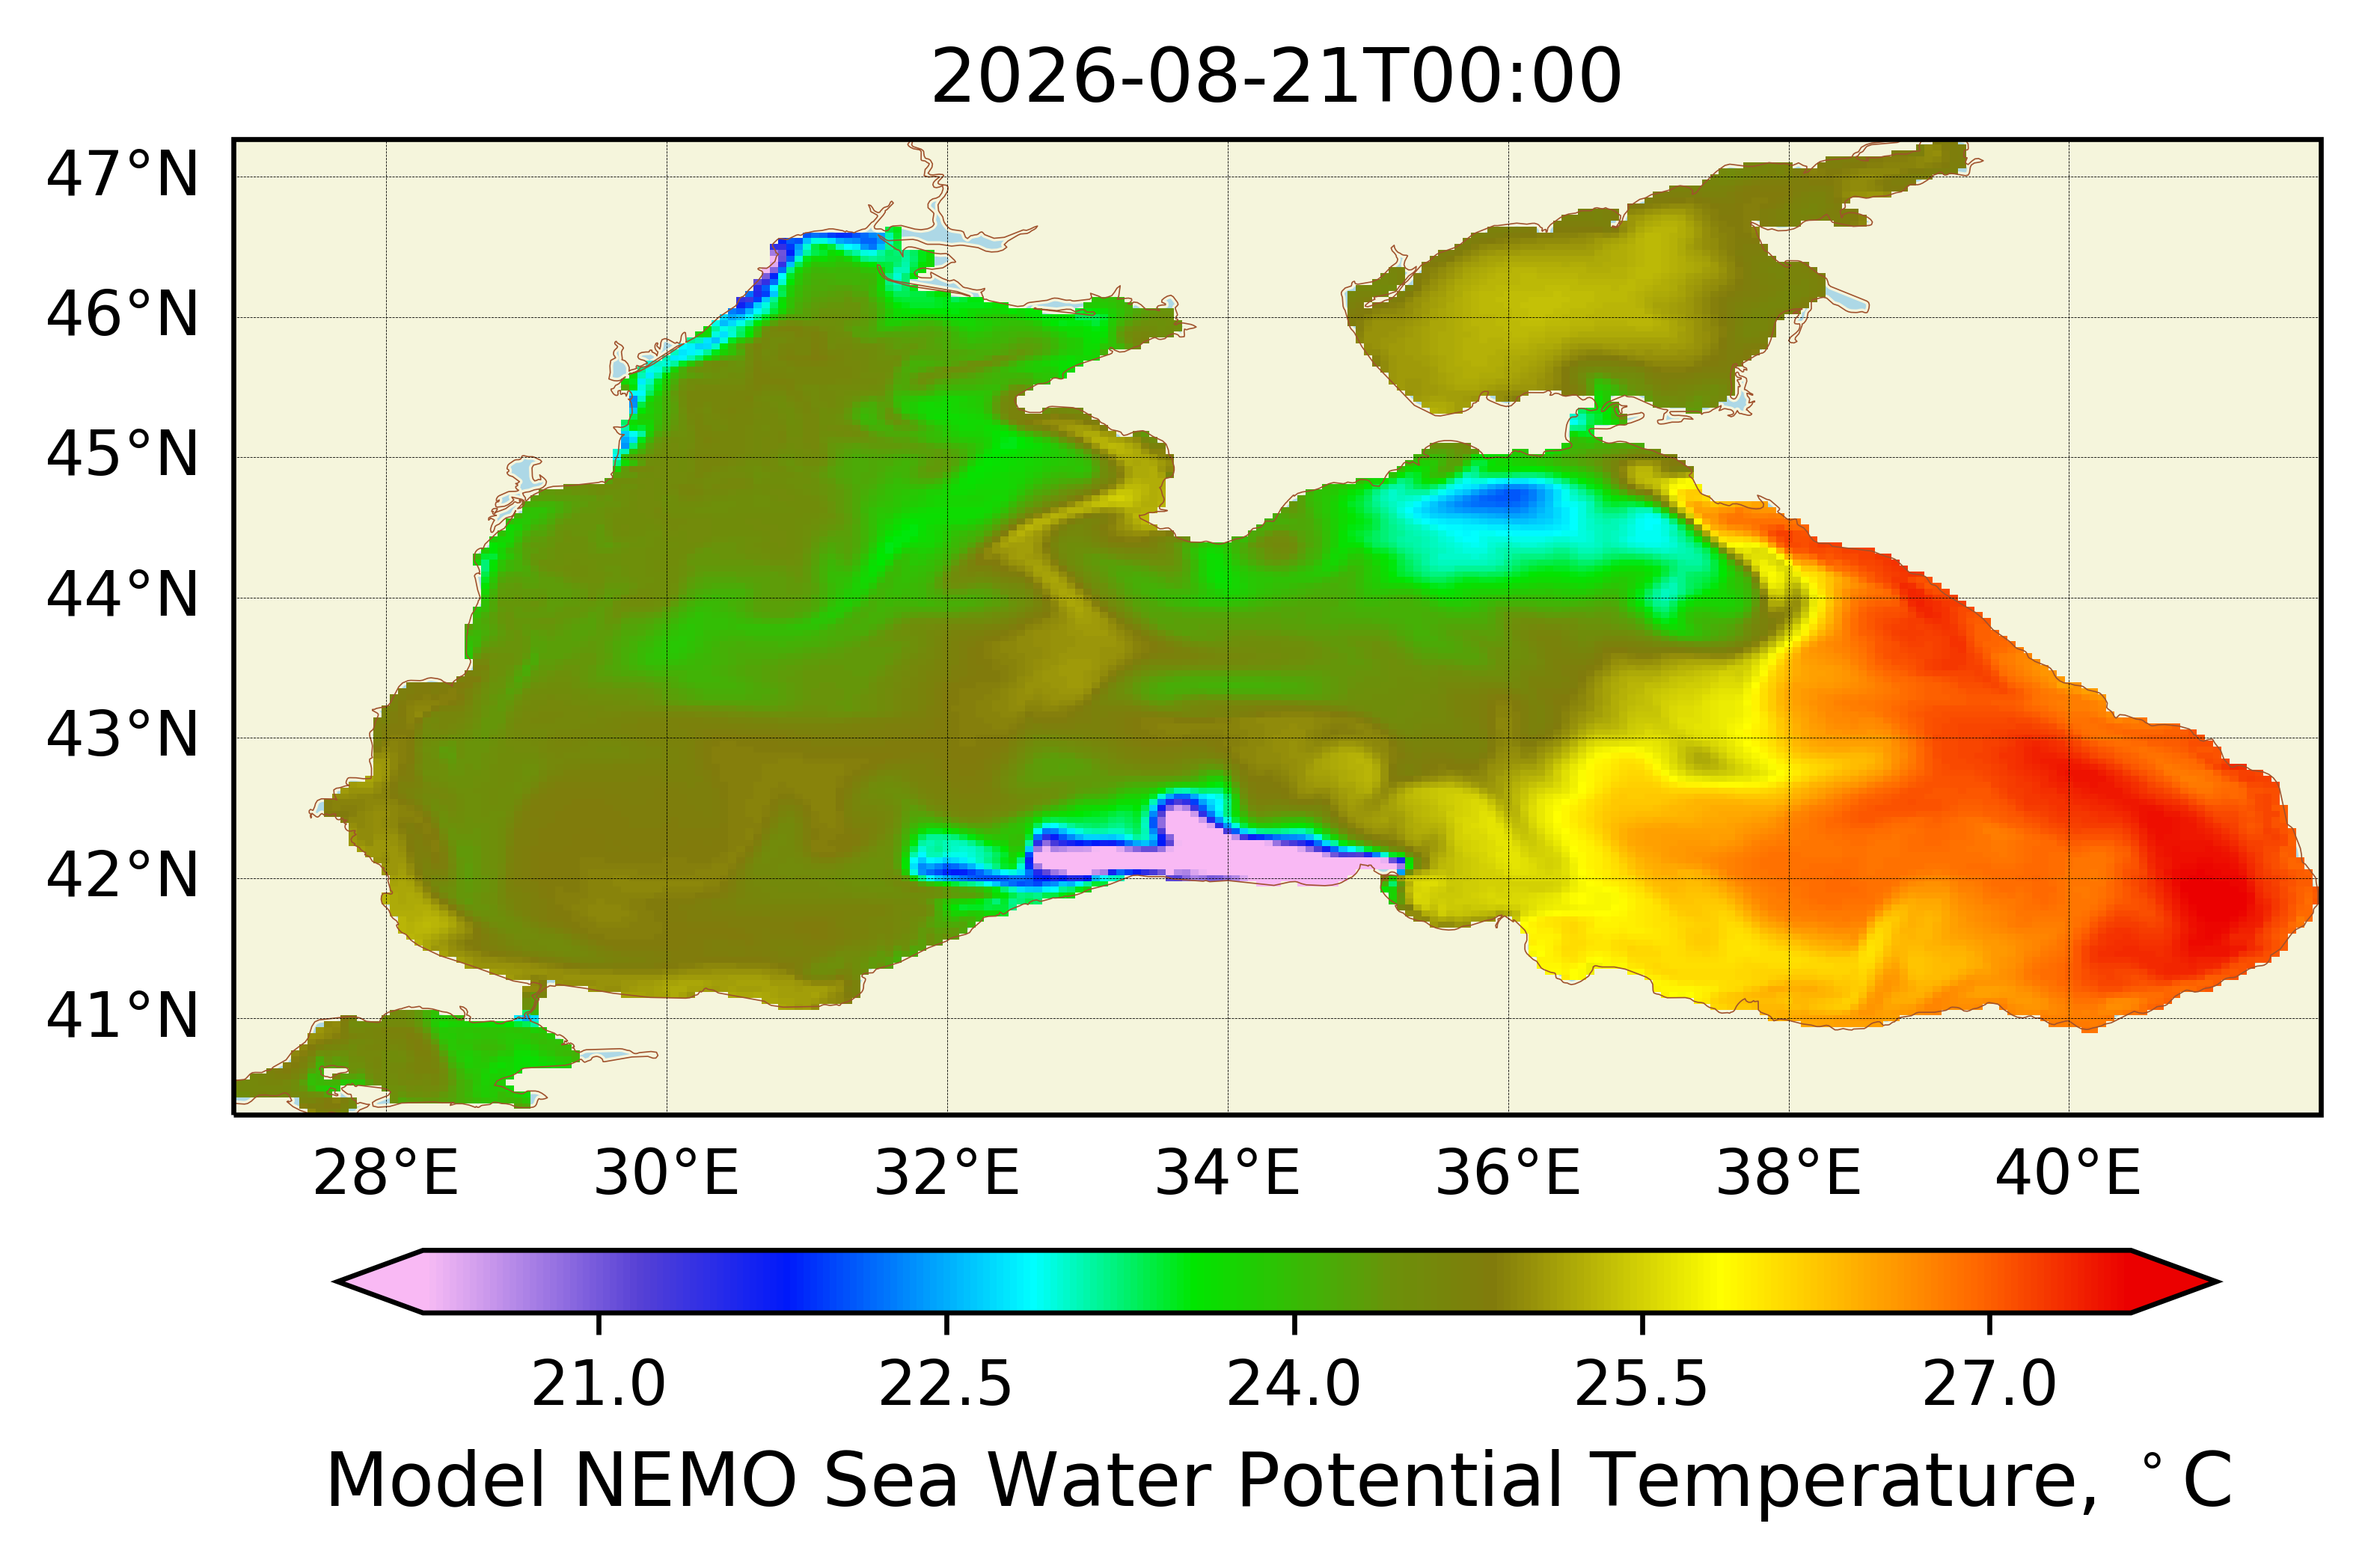 2026-08-21T00:00
47°N
46°N
45°N
44°N
43°N
42°N
41°N
28°E 30°E 32°E 34°E 36°E 38°E 40°E
21.0 22.5 24.0 25.5 27.0
Model NEMO Sea Water Potential Temperature, °C